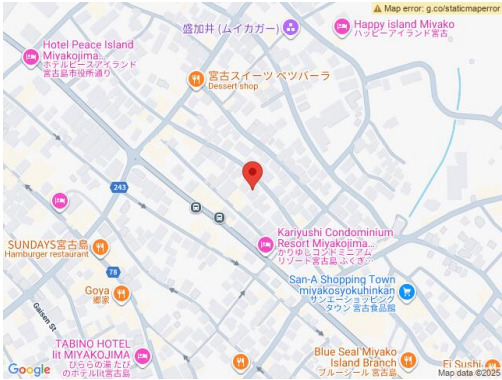 Map error: g.co/staticmaperror
盛加井 (ムイカガー)
Happy island Miyako
ハッピーアイランド宮古
Hotel Peace Island
Miyakojima...
ホテルピースアイランド
宮古島市役所通り
宮古スイーツ ベツバーラ
Dessert shop
243
Kariyushi Condominium
Resort Miyakojima...
かりゆしコンドミニアム
リゾート宮古島 ふくぎ...
SUNDAYS宮古島
Hamburger restaurant
78
San-A Shopping Town
miyakosyokuhinkan
サンエーショッピング
タウン 宮古食品館
Goya
郷家
Gaisen St
TABINO HOTEL
lit MIYAKOJIMA
ひららの湯 たび
のホテルlit宮古島
Blue Seal Miyako
Island Branch
ブルーシール 宮古島
Ei Sushi
Google
Map data ©2025